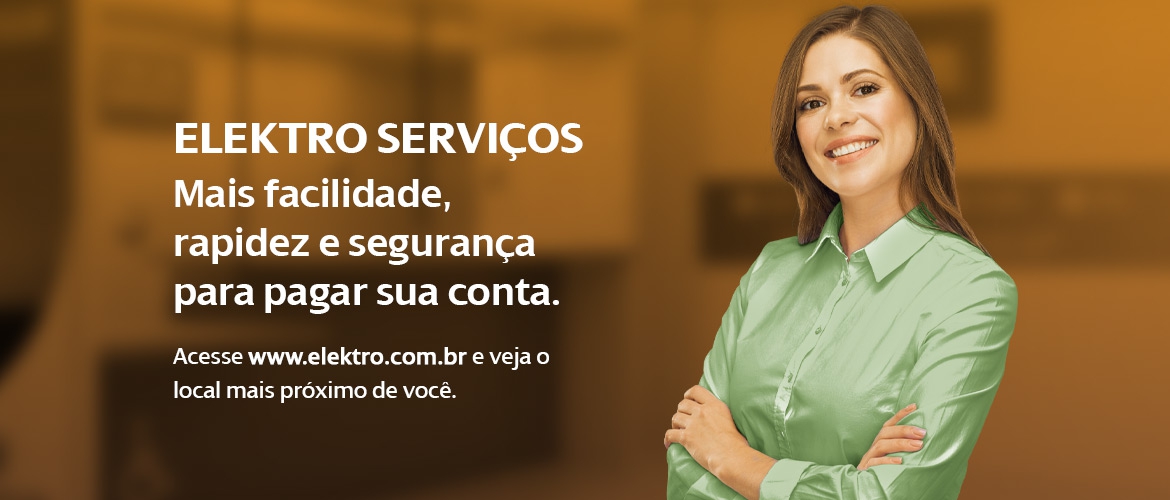 ELEKTRO SERVIÇOS
Mais facilidade,
rapidez e segurança
para pagar sua conta.
Acesse www.elektro.com.br e veja o
local mais próximo de você.